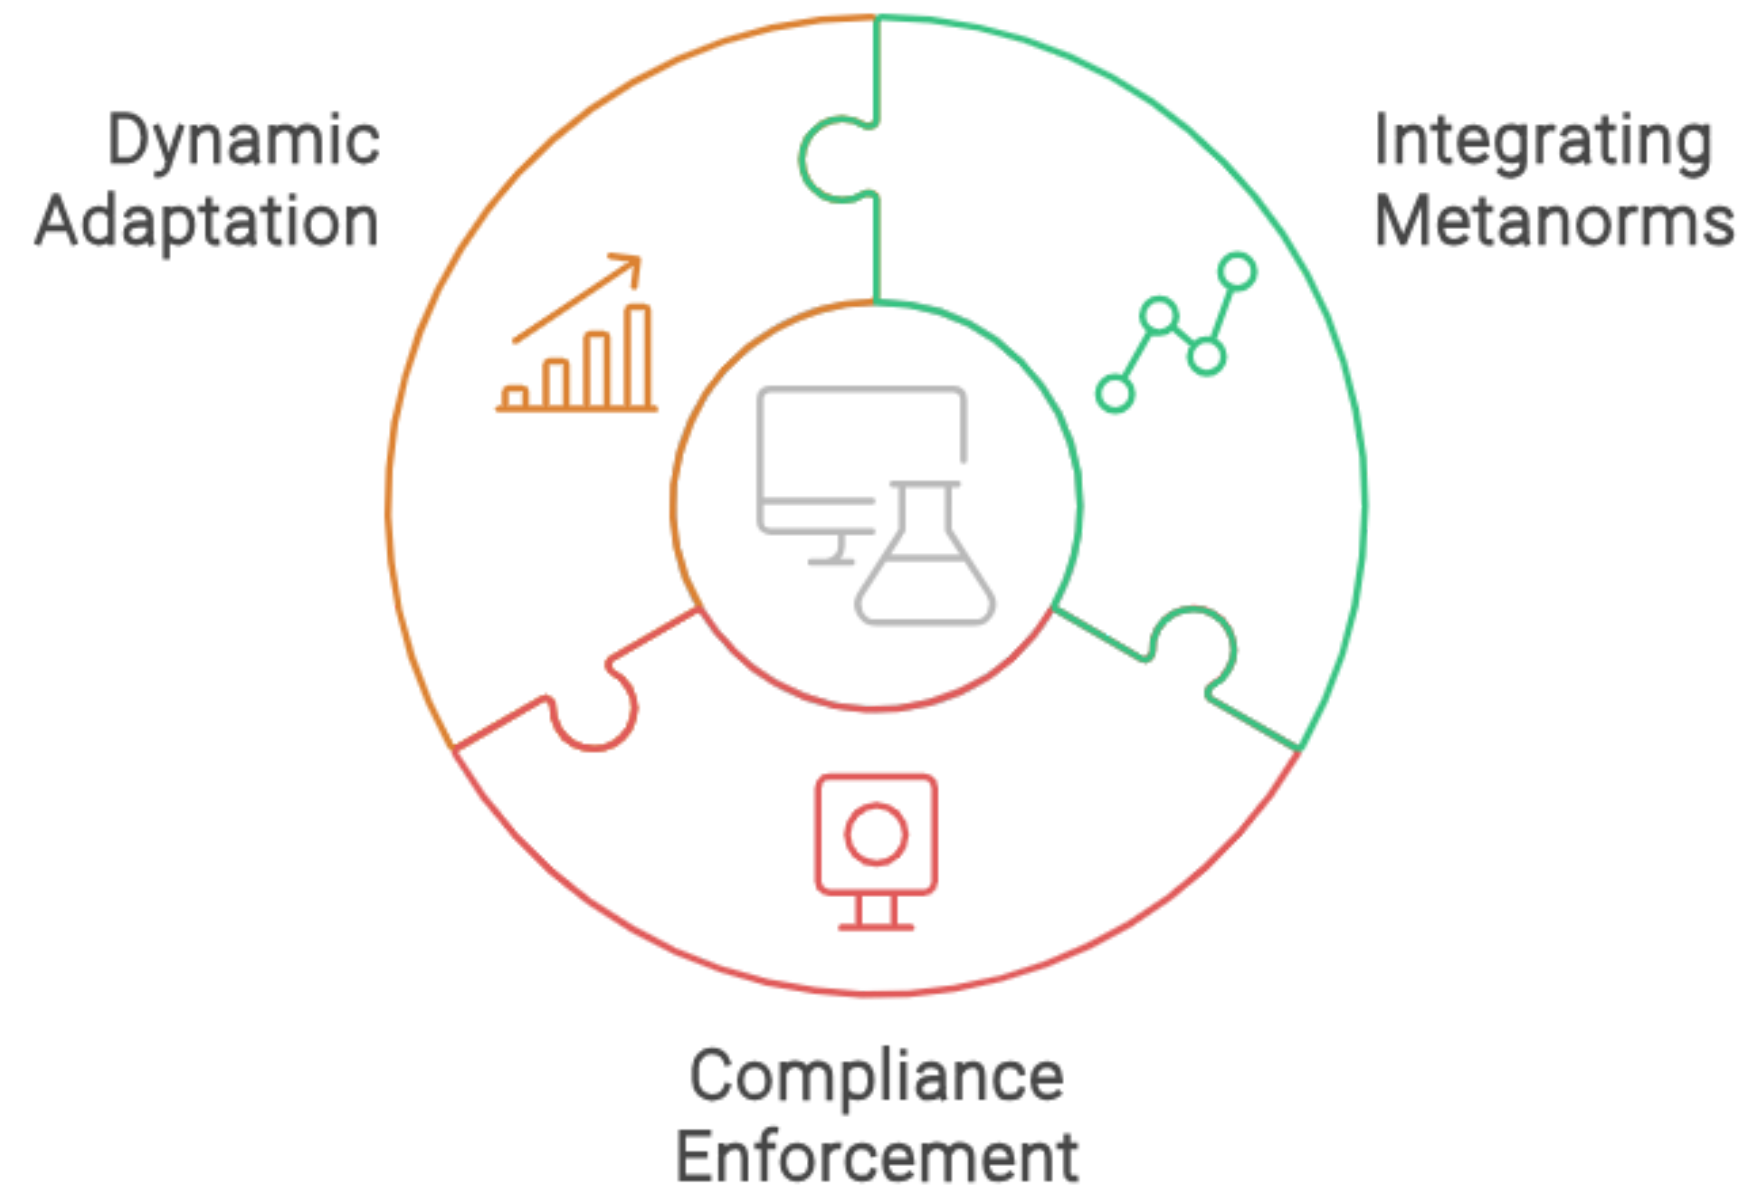 Dynamic
Adaptation
Integrating
Metanorms
Compliance
Enforcement